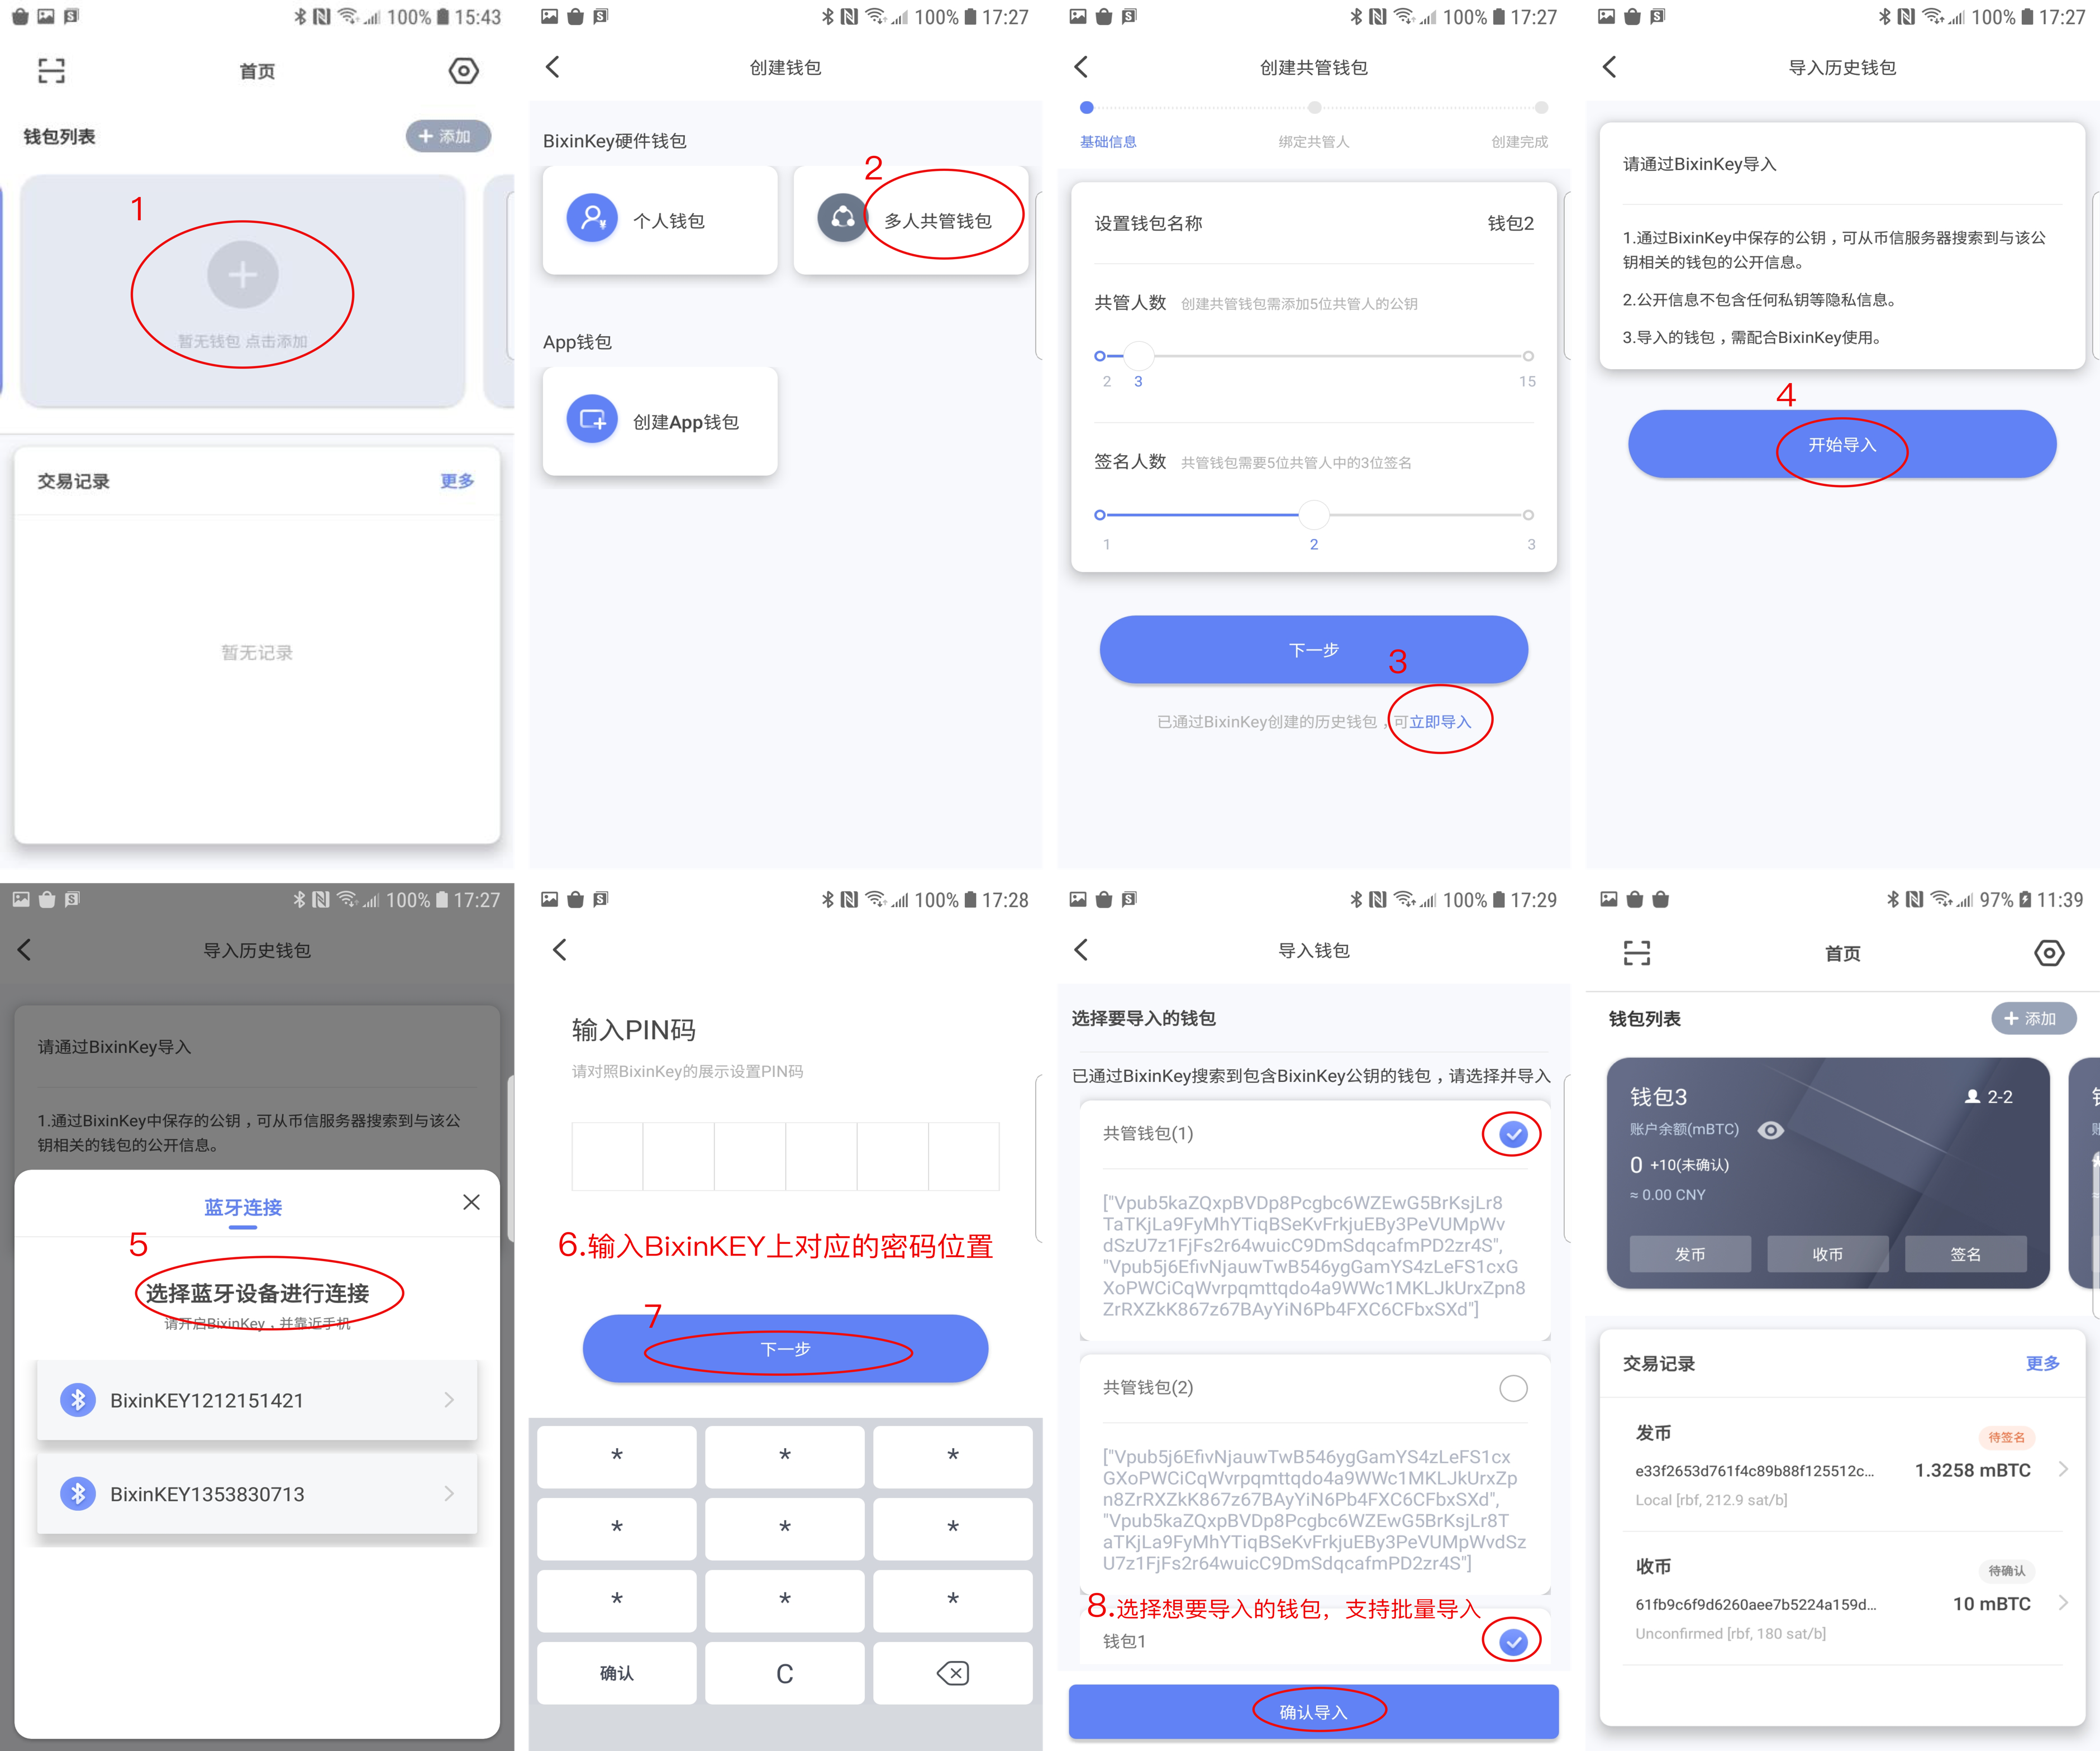 100% 15:43
首页
钱包列表
+ 添加
1
暂无钱包 点击添加
交易记录
更多
暂无记录
100% 17:27
创建钱包
BixinKey硬件钱包
2
个人钱包
多人共管钱包
App钱包
创建App钱包
100% 17:27
创建共管钱包
基础信息
绑定共管人
创建完成
设置钱包名称
钱包2
共管人数 创建共管钱包需添加5位共管人的公钥
2 3 15
签名人数 共管钱包需要5位共管人中的3位签名
1 2 3
下一步
3
已通过BixinKey创建的历史钱包，可立即导入
100% 17:27
导入历史钱包
请通过BixinKey导入
1.通过BixinKey中保存的公钥，可从币信服务器搜索到与该公
钥相关的钱包的公开信息。
2.公开信息不包含任何私钥等隐私信息。
3.导入的钱包，需配合BixinKey使用。
4
开始导入
100% 17:27
导入历史钱包
请通过BixinKey导入
1.通过BixinKey中保存的公钥，可从币信服务器搜索到与该公
钥相关的钱包的公开信息。
蓝牙连接
5
选择蓝牙设备进行连接
请开启BixinKey，并靠近手机
BixinKEY1212151421
BixinKEY1353830713
100% 17:28
输入PIN码
请对照BixinKey的展示设置PIN码
6.输入BixinKEY上对应的密码位置
7
下一步
* * *
* * *
* * *
确认 C
100% 17:29
导入钱包
选择要导入的钱包
已通过BixinKey搜索到包含BixinKey公钥的钱包，请选择并导入
共管钱包(1)
["Vpub5kaZQxpBVDp8Pcgbc6WZEwG5BrKsjLr8
TaTKjLa9FyMhYTiqBSeKvFrkjuEBy3PeVUMpWv
dSzU7z1FjFs2r64wuicC9DmSdqcafmPD2zr4S",
"Vpub5j6EfivNjauwTwB546ygGamYS4zLeFS1cxG
XoPWCiCqWvrpqmttqdo4a9WWc1MKLJkUrxZpn8
ZrRXZkK867z67BAyYiN6Pb4FXC6CFbxSXd"]
共管钱包(2)
["Vpub5j6EfivNjauwTwB546ygGamYS4zLeFS1cx
GXoPWCiCqWvrpqmttqdo4a9WWc1MKLJkUrxZp
n8ZrRXZkK867z67BAyYiN6Pb4FXC6CFbxSXd",
"Vpub5kaZQxpBVDp8Pcgbc6WZEwG5BrKsjLr8T
aTKjLa9FyMhYTiqBSeKvFrkjuEBy3PeVUMpWvdSz
U7z1FjFs2r64wuicC9DmSdqcafmPD2zr4S"]
8.选择想要导入的钱包，支持批量导入
钱包1
确认导入
97% 11:39
首页
钱包列表
+ 添加
钱包3
2-2
账户余额(mBTC)
0 +10(未确认)
≈ 0.00 CNY
发币 收币 签名
交易记录
更多
发币
待签名
e33f2653d761f4c89b88f125512c... 1.3258 mBTC
Local [rbf, 212.9 sat/b]
收币
待确认
61fb9c6f9d6260aee7b5224a159d... 10 mBTC
Unconfirmed [rbf, 180 sat/b]